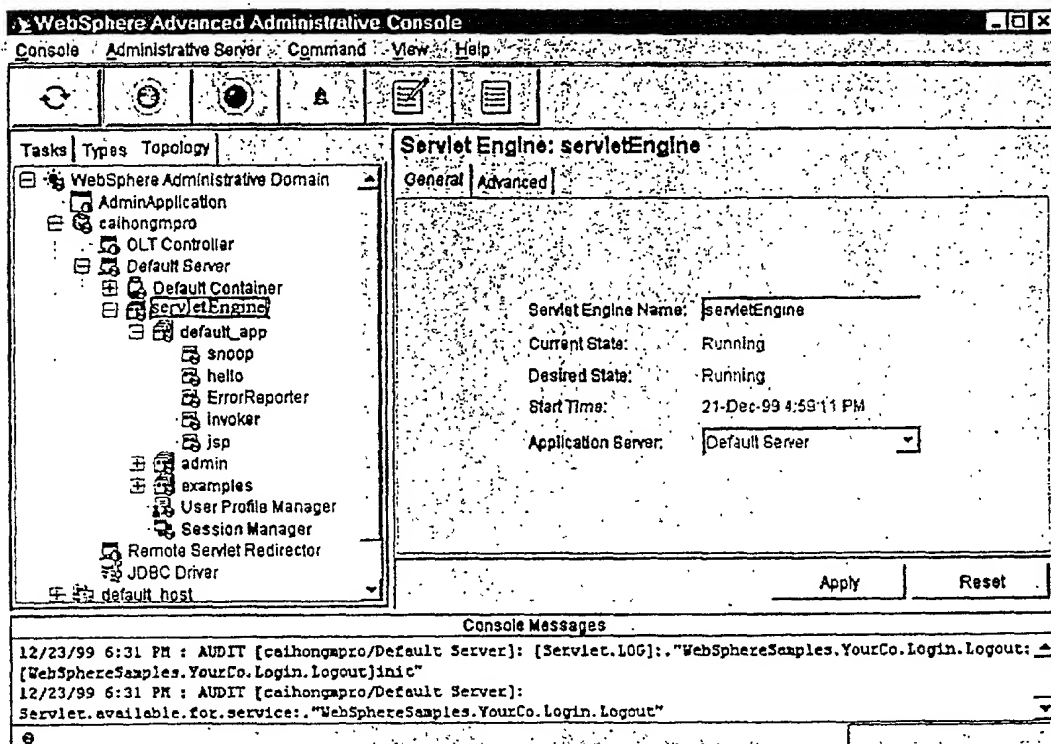 WebSphere Advanced Administrative Console
Console Administrative Server Command View Help
Tasks Types Topology
WebSphere Administrative Domain
AdminApplication
caihongmpro
OLT Controller
Default Server
Default Container
servletEngine
default_app
snoop
hello
ErrorReporter
invoker
jsp
admin
examples
User Profile Manager
Session Manager
Remote Servlet Redirector
JDBC Driver
default_host
Servlet Engine: servletEngine
General Advanced
Servlet Engine Name: servletEngine
Current State: Running
Desired State: Running
Start Time: 21-Dec-99 4:59:11 PM
Application Server: Default Server
Apply Reset
Console Messages
12/23/99 6:31 PM : AUDIT [caihongmpro/Default Server]: [Servlet.LOG]:."WebSphereSamples.YourCo.Login.Logout:
[WebSphereSamples.YourCo.Login.Logout]init"
12/23/99 6:31 PM : AUDIT [caihongmpro/Default Server]:
Servlet.available.for.service:."WebSphereSamples.YourCo.Login.Logout"